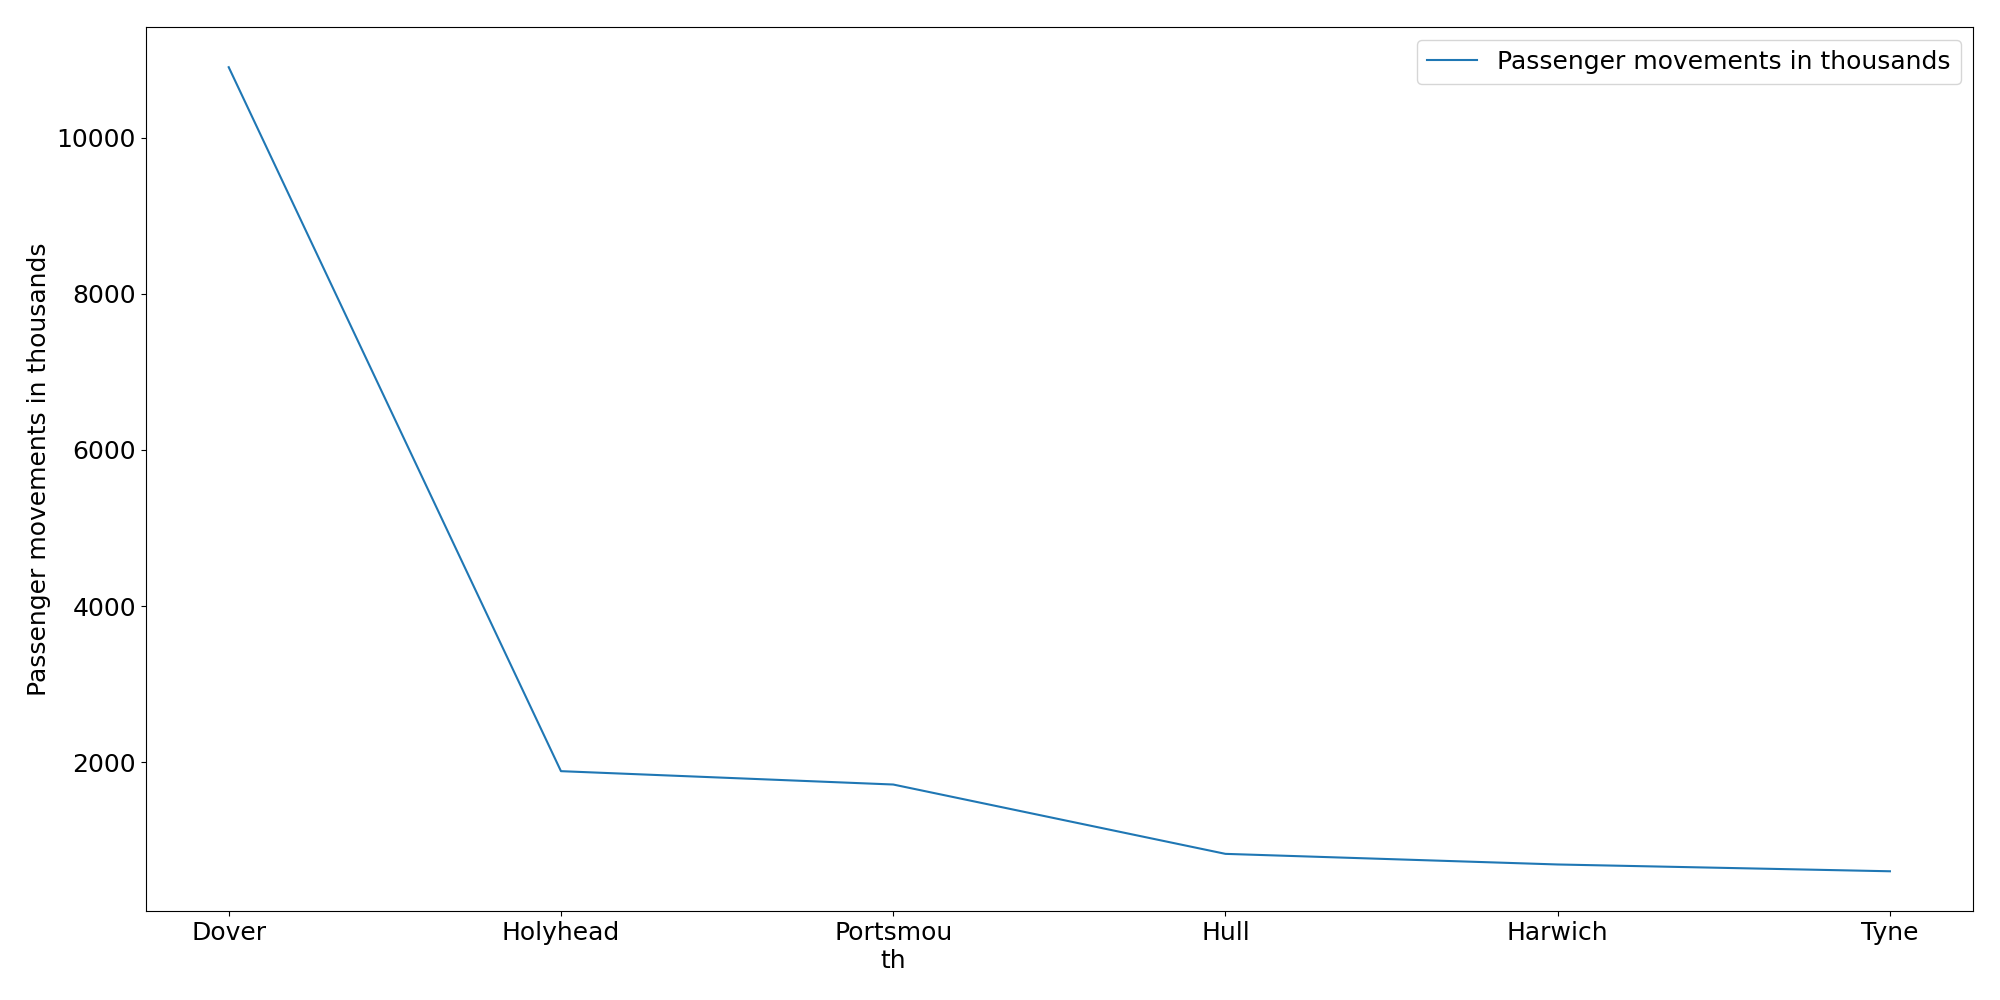 Passenger movements in thousands
Passenger movements in thousands
10000
8000
6000
4000
2000
Dover
Holyhead
Portsmou
th
Hull
Harwich
Tyne